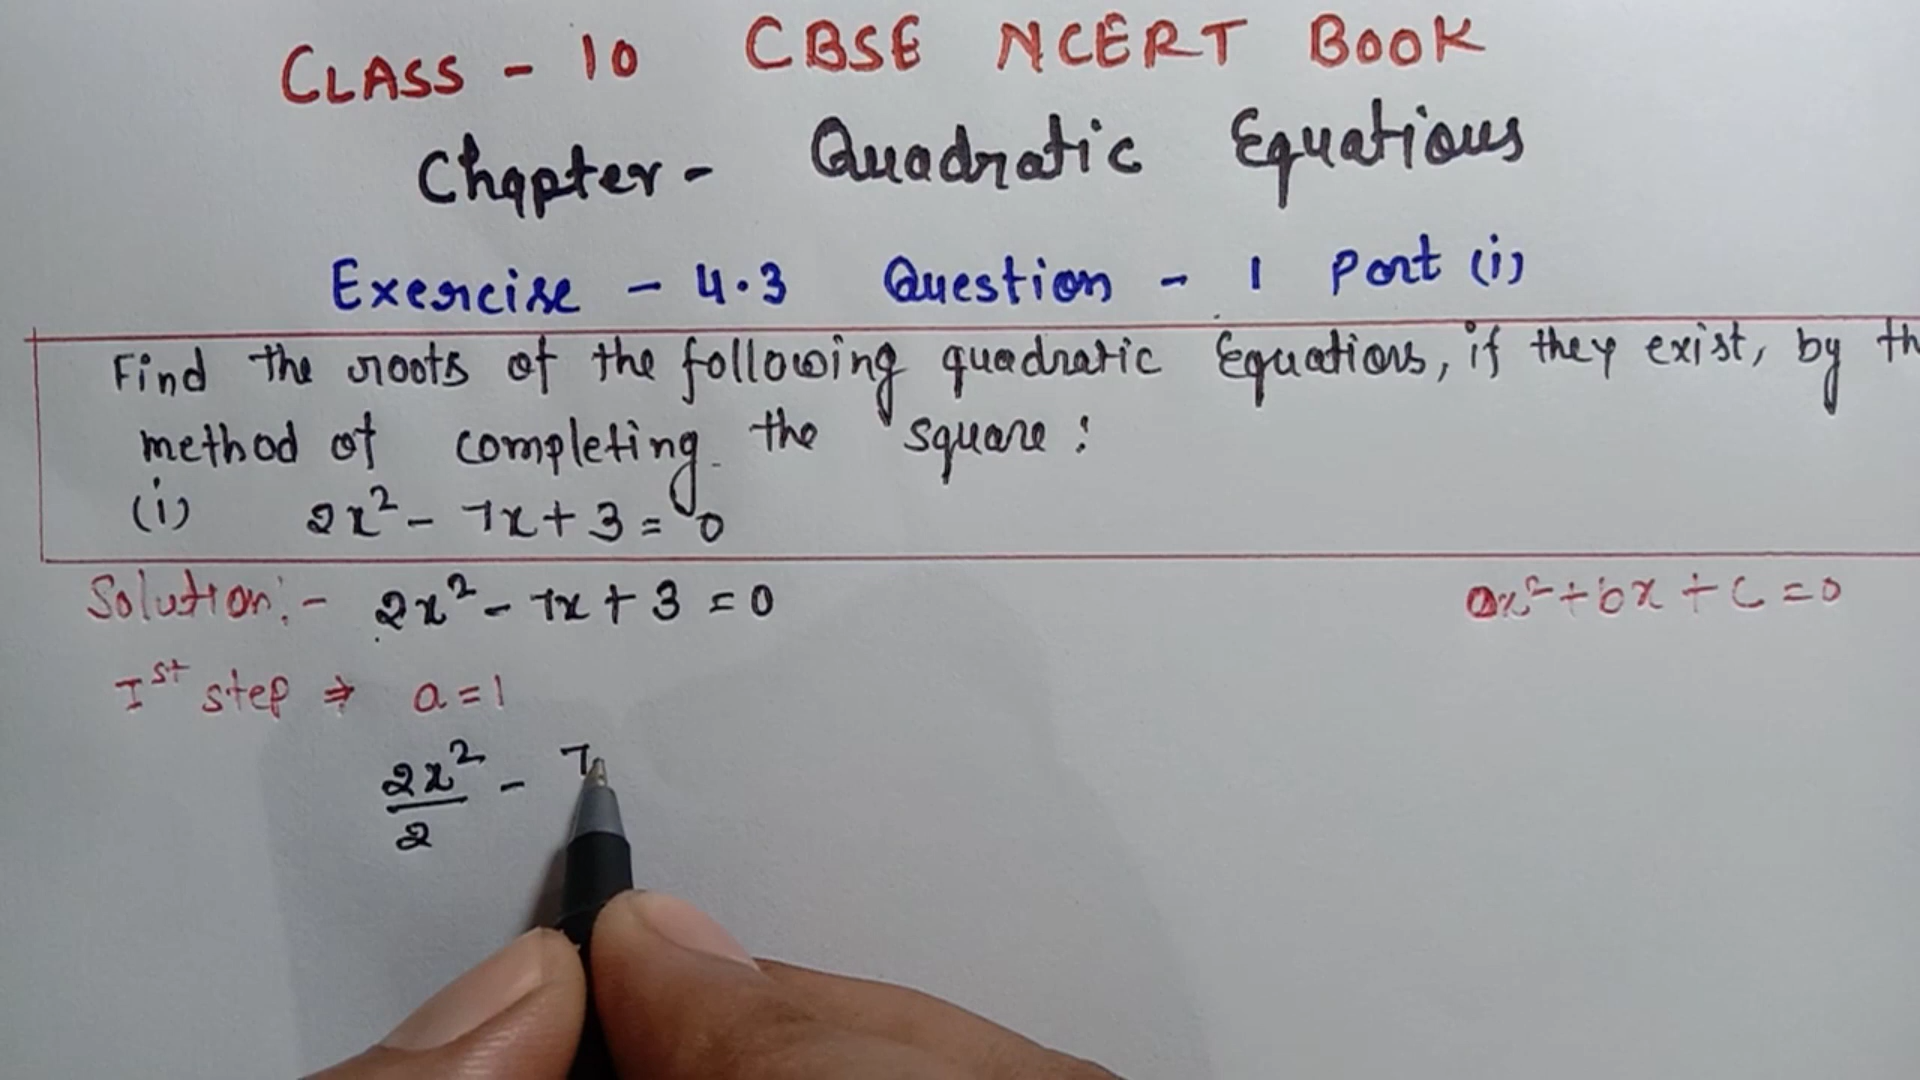 CLASS - 10 CBSE NCERT BOOK
Chapter - Quadratic Equations
Exercise - 4.3 Question - 1 Part (i)
Find the roots of the following quadratic Equations, if they exist, by th
method of completing the square :
(i) 2x² - 7x + 3 = 0
Solution :- 2x² - 7x + 3 = 0
ax² + bx + c = 0
Iˢᵗ step ⇒ a = 1
2x²/2 - 7